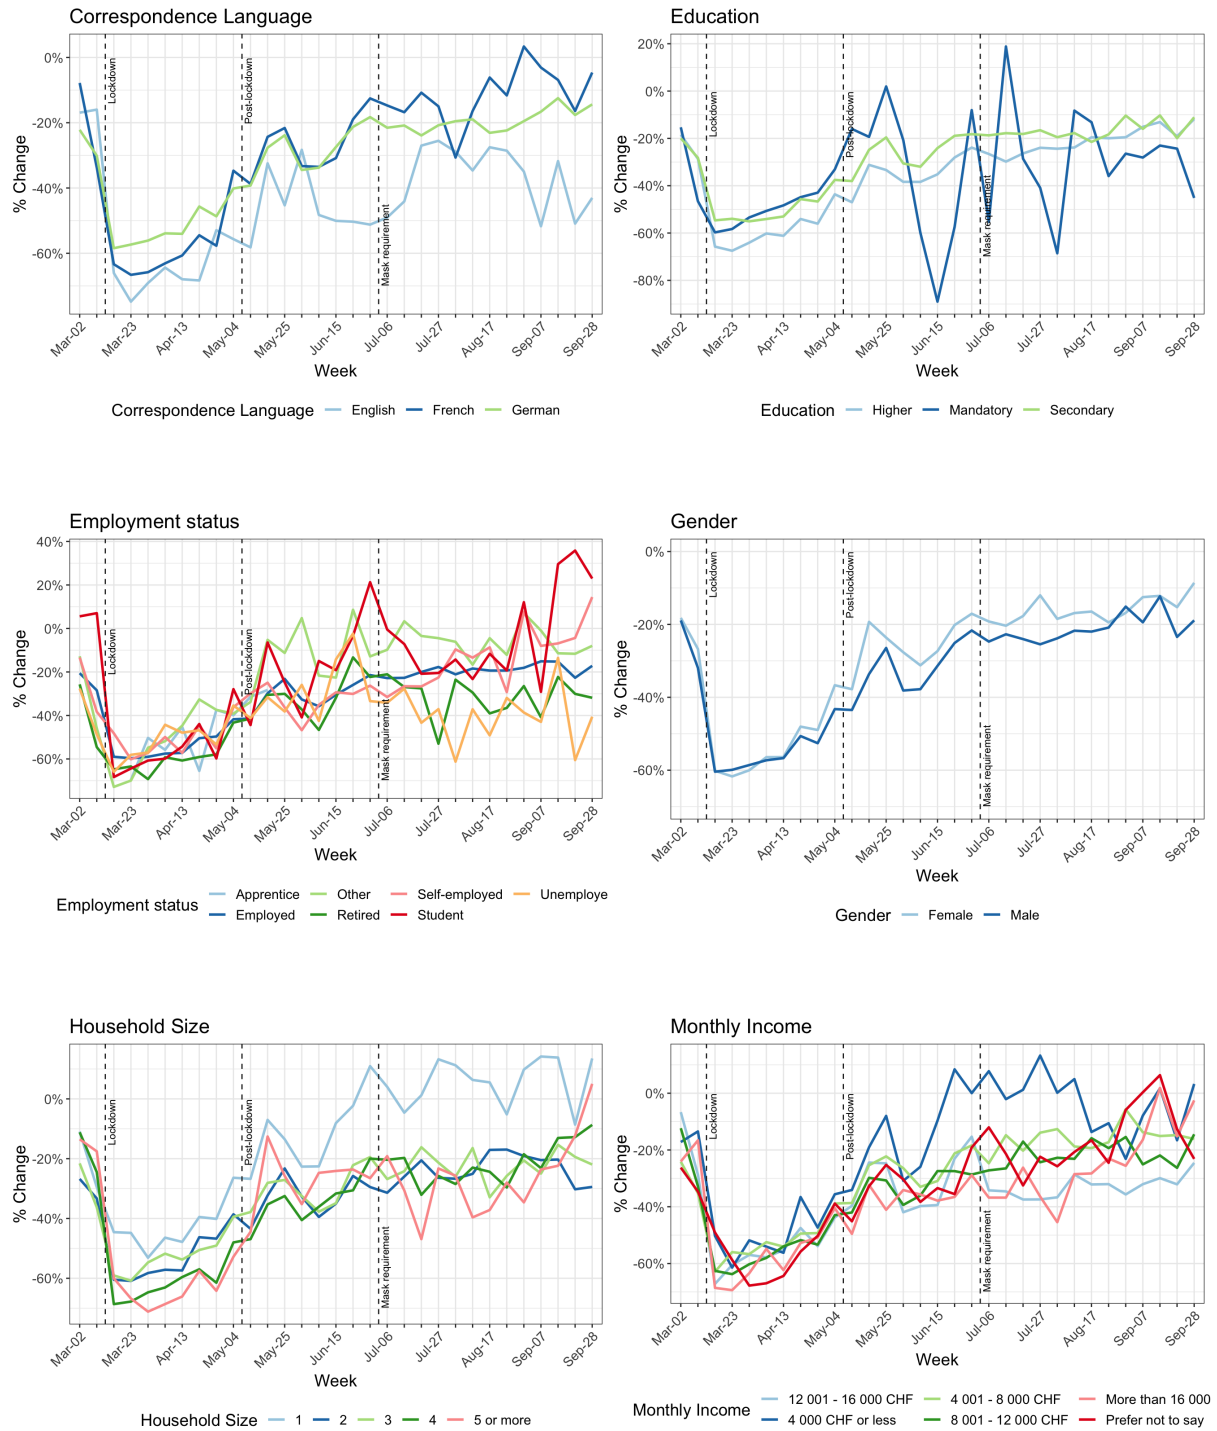 Correspondence Language
0%
-20%
-40%
-60%
% Change
Lockdown
Post-lockdown
Mask requirement
Mar-02
Mar-23
Apr-13
May-04
May-25
Jun-15
Jul-06
Jul-27
Aug-17
Sep-07
Sep-28
Week
Correspondence Language English French German
Education
20%
0%
-20%
-40%
-60%
-80%
% Change
Lockdown
Post-lockdown
Mask requirement
Mar-02
Mar-23
Apr-13
May-04
May-25
Jun-15
Jul-06
Jul-27
Aug-17
Sep-07
Sep-28
Week
Education Higher Mandatory Secondary
Employment status
40%
20%
0%
-20%
-40%
-60%
% Change
Lockdown
Post-lockdown
Mask requirement
Mar-02
Mar-23
Apr-13
May-04
May-25
Jun-15
Jul-06
Jul-27
Aug-17
Sep-07
Sep-28
Week
Employment status
Apprentice Other Self-employed Unemploye
Employed Retired Student
Gender
0%
-20%
-40%
-60%
% Change
Lockdown
Post-lockdown
Mask requirement
Mar-02
Mar-23
Apr-13
May-04
May-25
Jun-15
Jul-06
Jul-27
Aug-17
Sep-07
Sep-28
Week
Gender Female Male
Household Size
0%
-20%
-40%
-60%
% Change
Lockdown
Post-lockdown
Mask requirement
Mar-02
Mar-23
Apr-13
May-04
May-25
Jun-15
Jul-06
Jul-27
Aug-17
Sep-07
Sep-28
Week
Household Size 1 2 3 4 5 or more
Monthly Income
0%
-20%
-40%
-60%
% Change
Lockdown
Post-lockdown
Mask requirement
Mar-02
Mar-23
Apr-13
May-04
May-25
Jun-15
Jul-06
Jul-27
Aug-17
Sep-07
Sep-28
Week
Monthly Income
12 001 - 16 000 CHF 4 001 - 8 000 CHF More than 16 000
4 000 CHF or less 8 001 - 12 000 CHF Prefer not to say